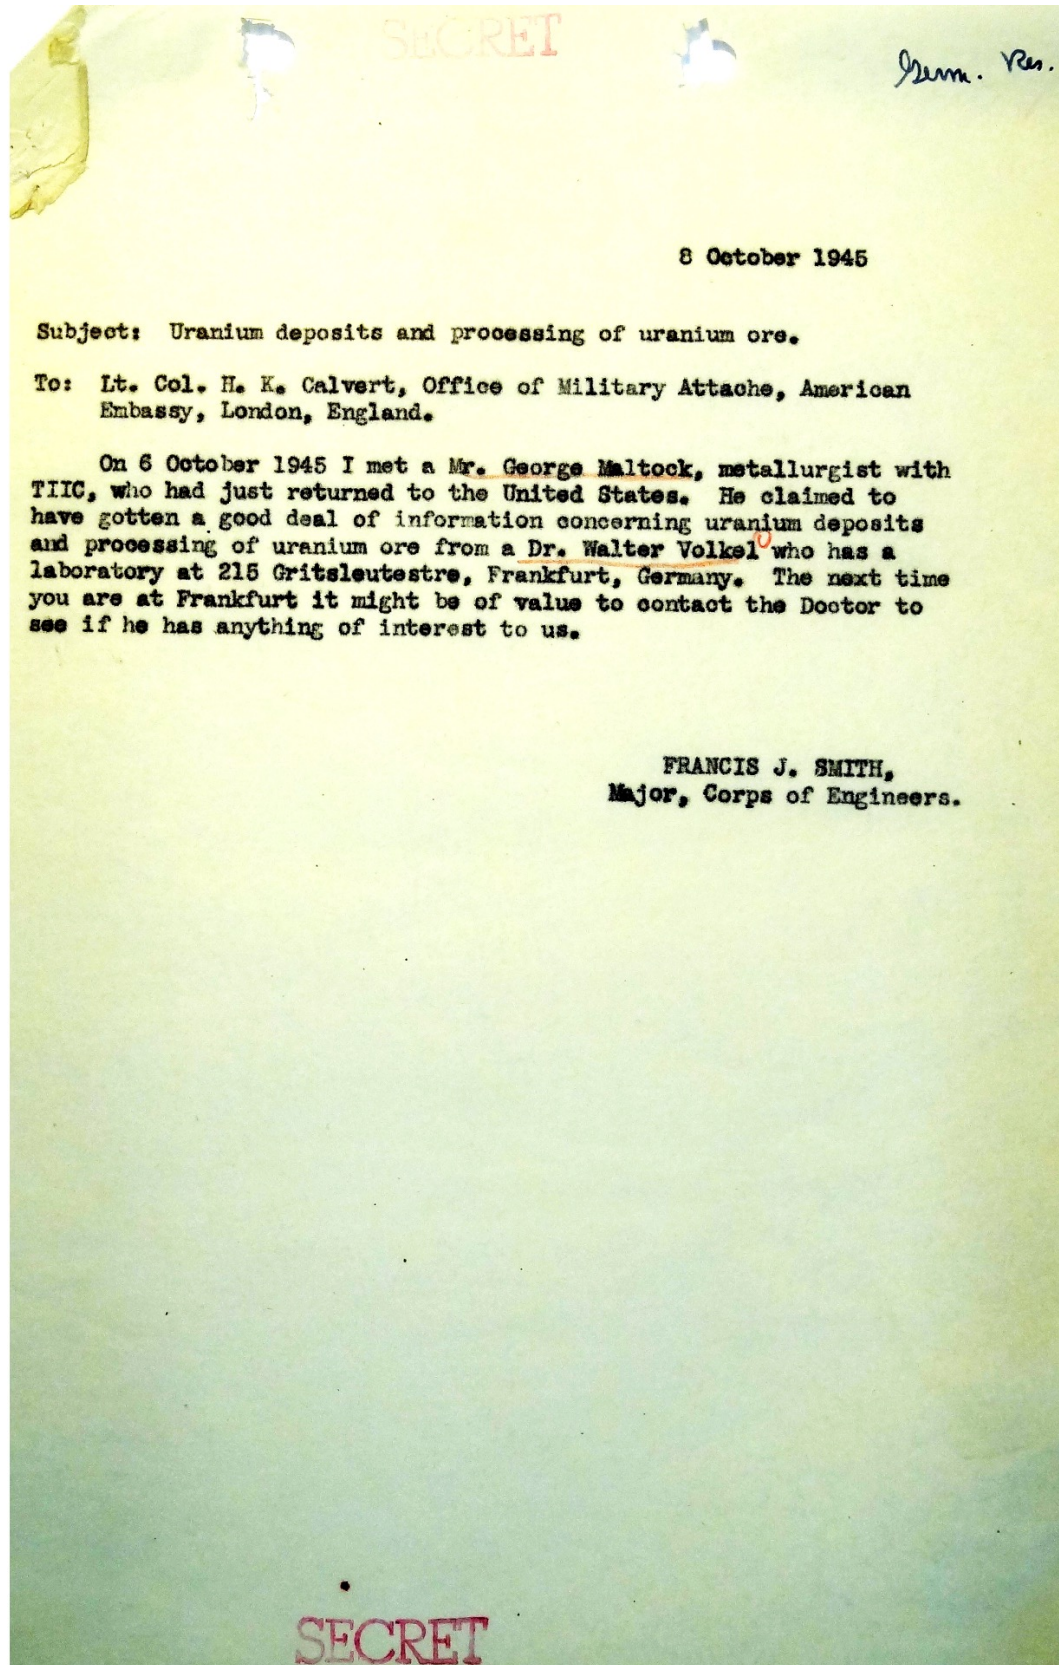 SECRET
Germ. Res.
8 October 1945
Subject: Uranium deposits and processing of uranium ore.
To: Lt. Col. H. K. Calvert, Office of Military Attache, American
Embassy, London, England.
On 6 October 1945 I met a Mr. George Maltock, metallurgist with
TIIC, who had just returned to the United States. He claimed to
have gotten a good deal of information concerning uranium deposits
and processing of uranium ore from a Dr. Walter Volkel who has a
laboratory at 215 Gritsleutestre, Frankfurt, Germany. The next time
you are at Frankfurt it might be of value to contact the Doctor to
see if he has anything of interest to us.
FRANCIS J. SMITH,
Major, Corps of Engineers.
SECRET